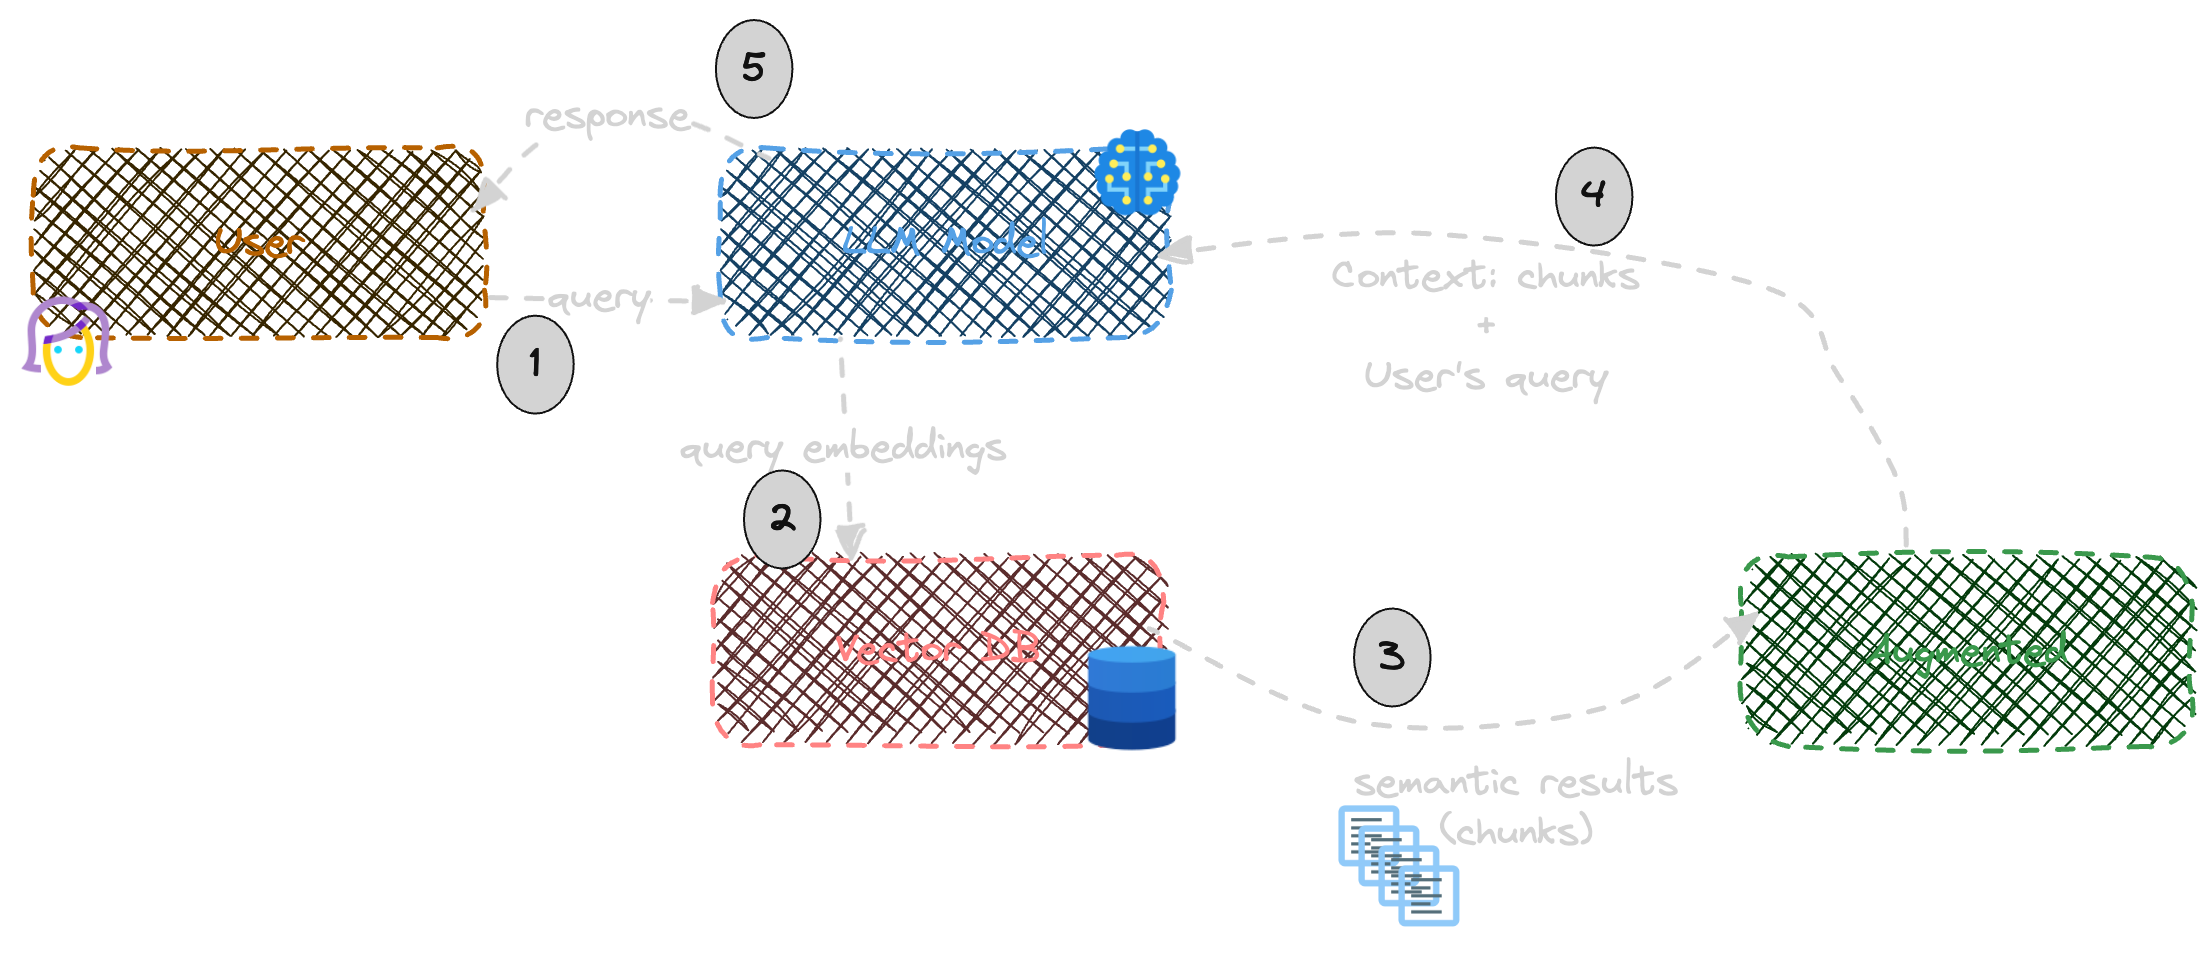 5
response
User
LLM Model
4
query
1
Context: chunks
+
User's query
query embeddings
2
Vector DB
3
Augmented
semantic results
(chunks)